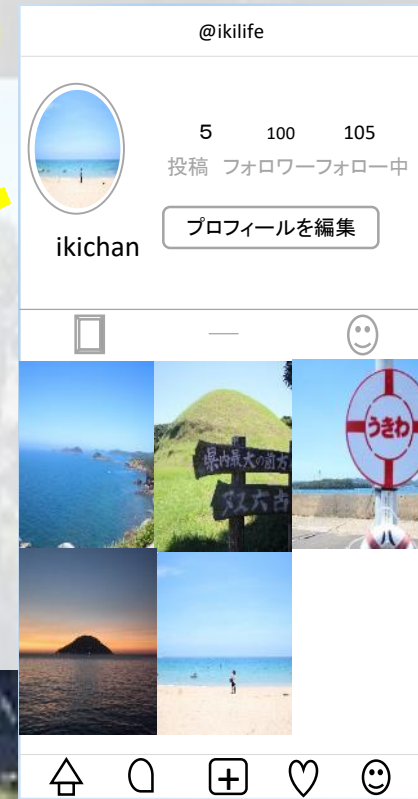 @ikilife
5 100 105
投稿 フォロワーフォロー中
プロフィールを編集
ikichan
県内最大の前方
双六古
うきわ
八